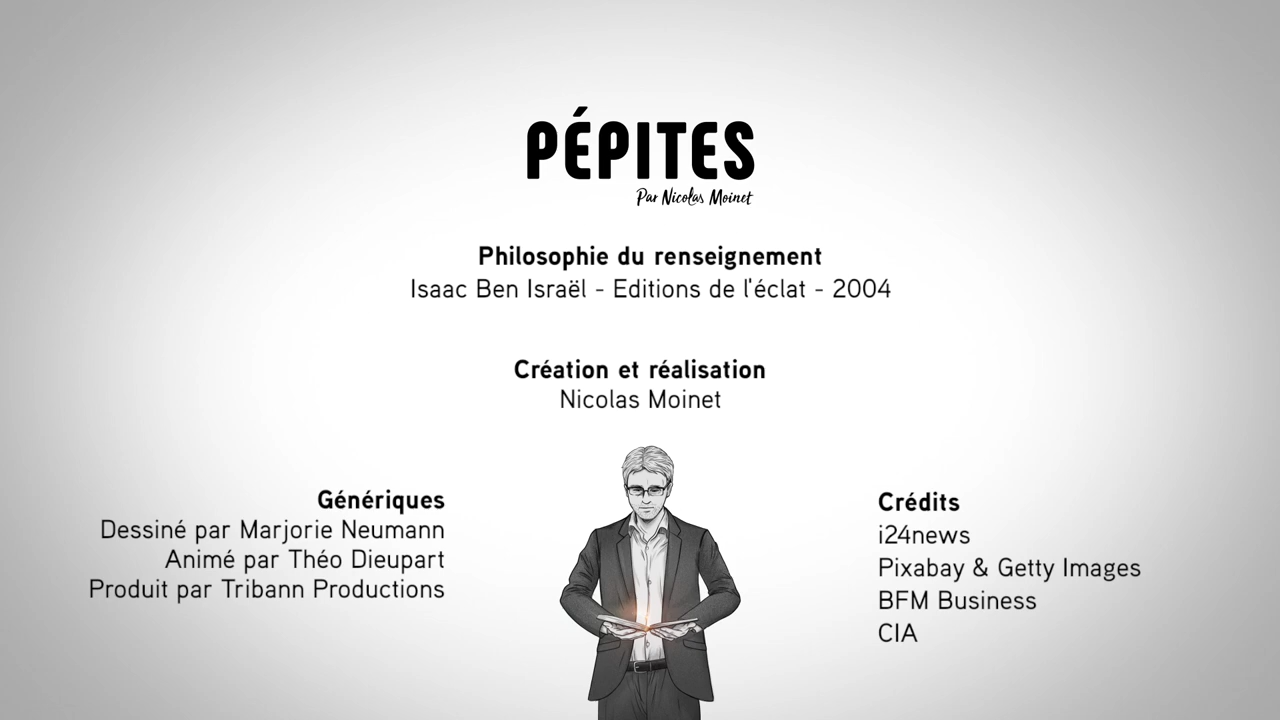 PÉPITES
Par Nicolas Moinet
Philosophie du renseignement
Isaac Ben Israël - Editions de l'éclat - 2004
Création et réalisation
Nicolas Moinet
Génériques
Dessiné par Marjorie Neumann
Animé par Théo Dieupart
Produit par Tribann Productions
Crédits
i24news
Pixabay & Getty Images
BFM Business
CIA